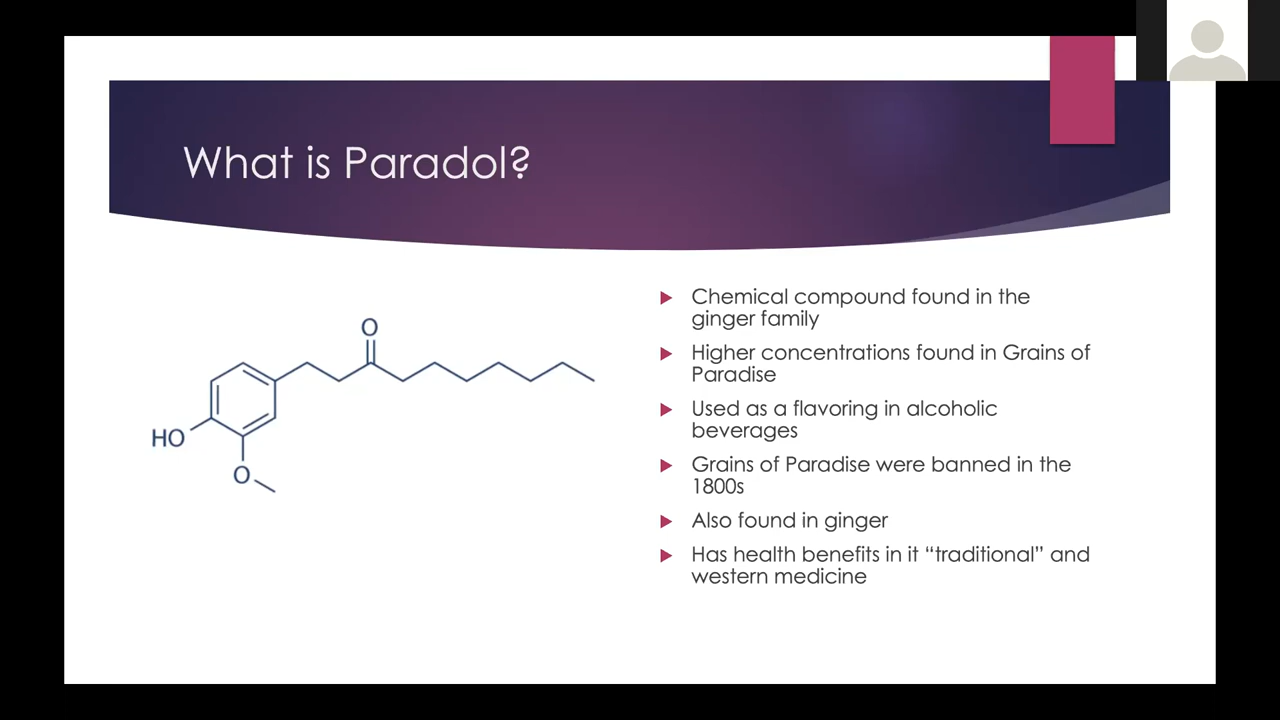 What is Paradol?
O
HO
O
Chemical compound found in the
ginger family
Higher concentrations found in Grains of
Paradise
Used as a flavoring in alcoholic
beverages
Grains of Paradise were banned in the
1800s
Also found in ginger
Has health benefits in it “traditional” and
western medicine